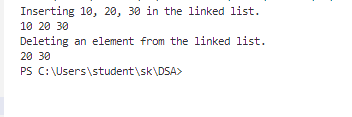 Inserting 10, 20, 30 in the linked list.
10 20 30
Deleting an element from the linked list.
20 30
PS C:\Users\student\sk\DSA>